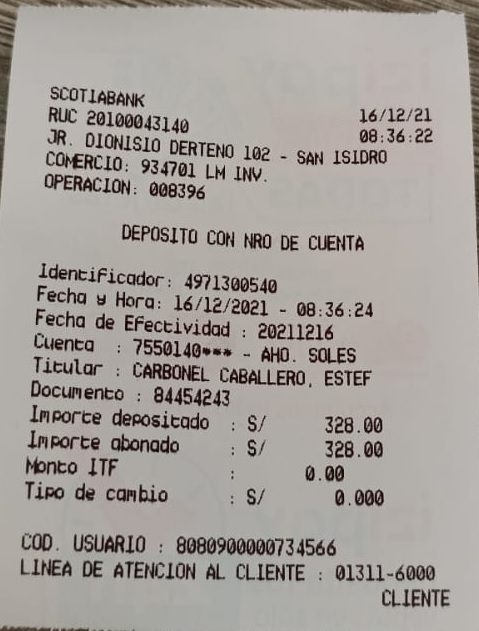 SCOTIABANK
RUC 20100043140 16/12/21
JR. DIONISIO DERTENO 102 - SAN ISIDRO 08:36:22
COMERCIO: 934701 LM INV.
OPERACION: 008396
DEPOSITO CON NRO DE CUENTA
Identificador: 4971300540
Fecha y Hora: 16/12/2021 - 08:36:24
Fecha de Efectividad : 20211216
Cuenta : 7550140*** - AHO. SOLES
Titular : CARBONEL CABALLERO, ESTEF
Documento : 84454243
Importe depositado : S/ 328.00
Importe abonado : S/ 328.00
Monto ITF : 0.00
Tipo de cambio : S/ 0.000
COD. USUARIO : 8080900000734566
LINEA DE ATENCION AL CLIENTE : 01311-6000
CLIENTE